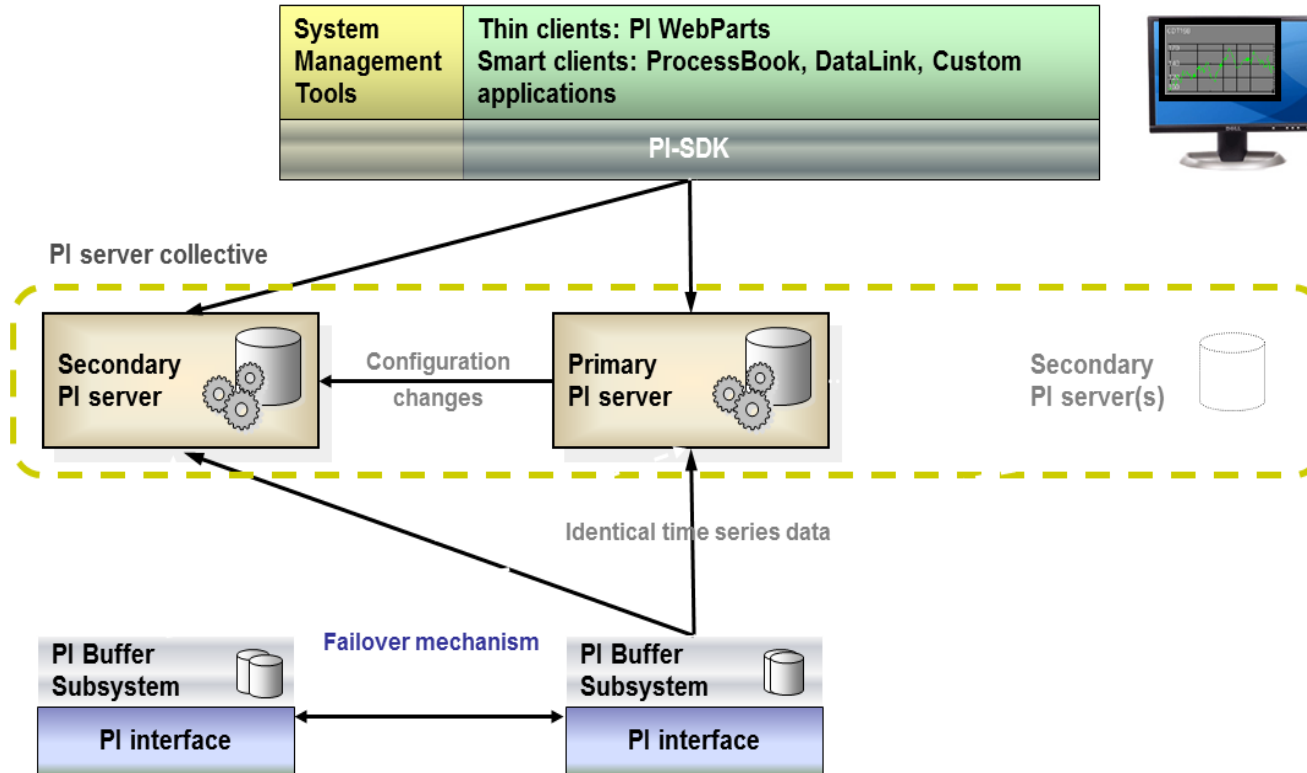 System
Management
Tools
Thin clients: PI WebParts
Smart clients: ProcessBook, DataLink, Custom
applications
PI-SDK
CDT158
DELL
PI server collective
Secondary
PI server
Configuration
changes
Primary
PI server
Secondary
PI server(s)
Identical time series data
PI Buffer
Subsystem
PI interface
Failover mechanism
PI Buffer
Subsystem
PI interface